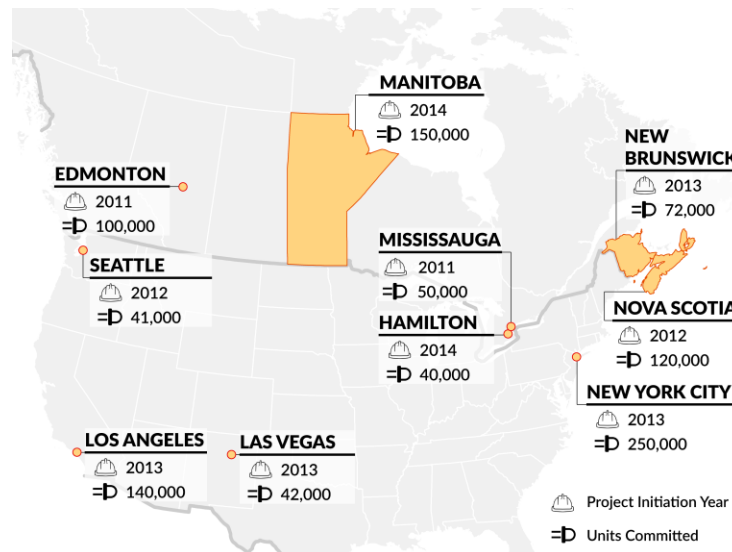 MANITOBA
2014
150,000
NEW
BRUNSWICK
2013
72,000
EDMONTON
2011
100,000
MISSISSAUGA
2011
50,000
SEATTLE
2012
41,000
HAMILTON
2014
40,000
NOVA SCOTIA
2012
120,000
NEW YORK CITY
2013
250,000
LOS ANGELES
2013
140,000
LAS VEGAS
2013
42,000
Project Initiation Year
Units Committed